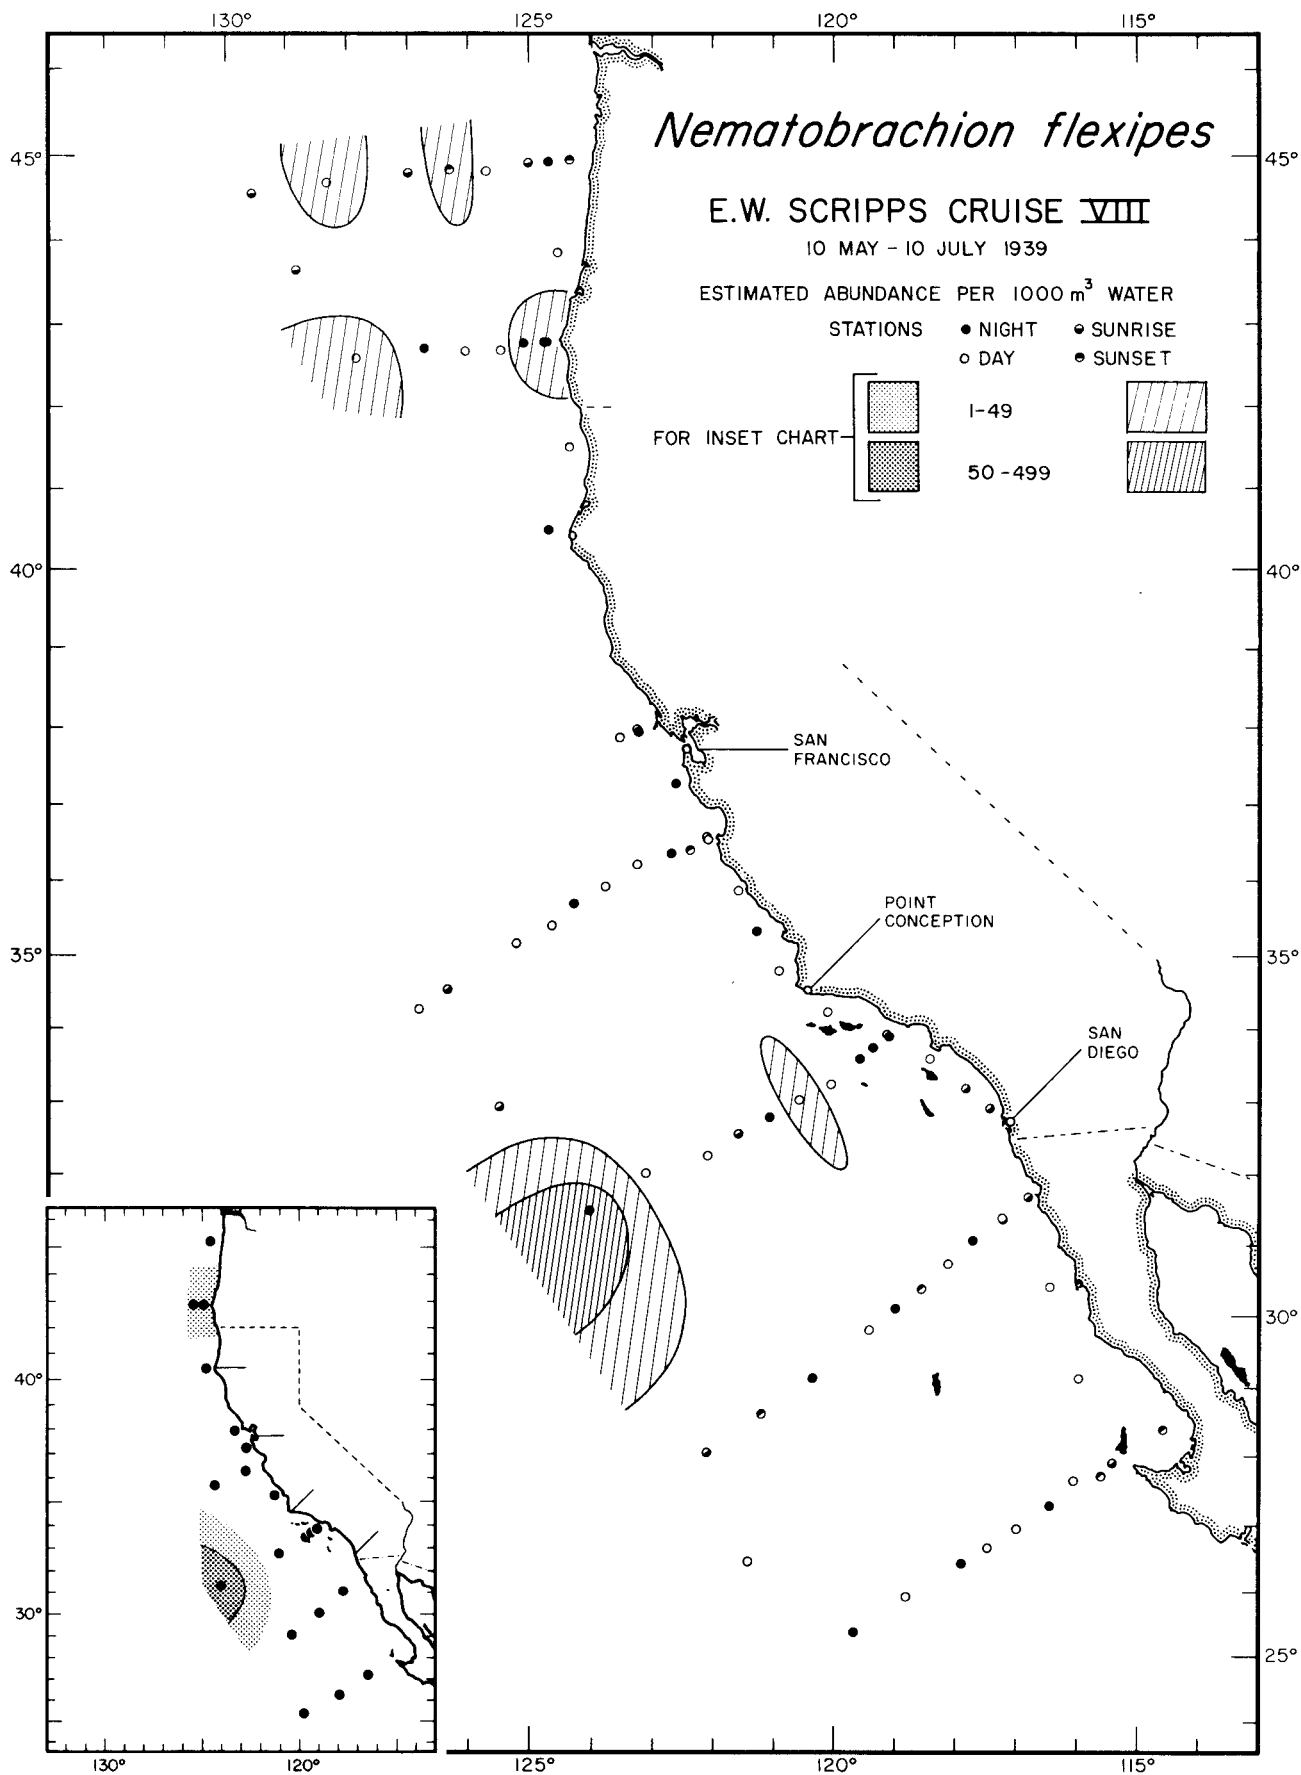 130° 125° 120° 115°
Nematobrachion flexipes
45° 45°
E.W. SCRIPPS CRUISE VIII
10 MAY – 10 JULY 1939
ESTIMATED ABUNDANCE PER 1000 m³ WATER
STATIONS ● NIGHT SUNRISE
○ DAY SUNSET
1-49
FOR INSET CHART
50-499
40° 40°
SAN
FRANCISCO
POINT
CONCEPTION
35° 35°
SAN
DIEGO
30°
40°
30°
25°
130° 120° 125° 120° 115°